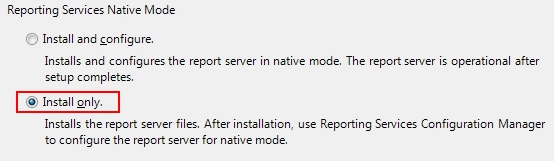 Reporting Services Native Mode
Install and configure.
Installs and configures the report server in native mode. The report server is operational after
setup completes.
Install only.
Installs the report server files. After installation, use Reporting Services Configuration Manager
to configure the report server for native mode.